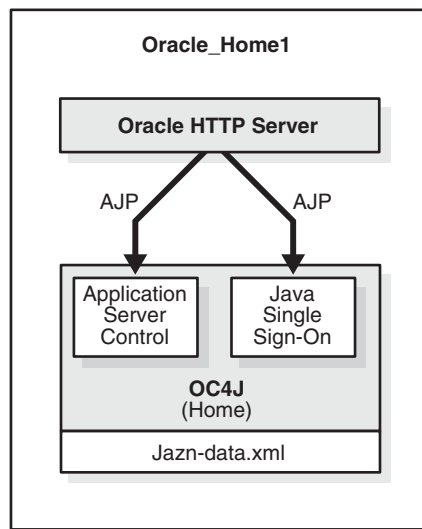 Oracle_Home1
Oracle HTTP Server
AJP
AJP
Application
Server
Control
Java
Single
Sign-On
OC4J
(Home)
Jazn-data.xml